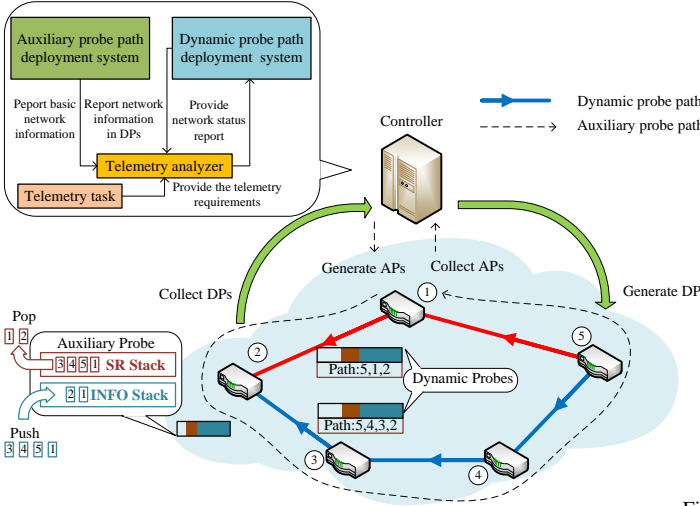 Auxiliary probe path
deployment system
Dynamic probe path
deployment system
Peport basic
network
information
Report network
information
in DPs
Provide
network status
report
Telemetry analyzer
Telemetry task
Provide the telemetry
requirements
Dynamic probe path
Auxiliary probe path
Controller
Generate APs
Collect APs
Collect DPs
Generate DP
1
2
3
4
5
Pop
1 2
Auxiliary Probe
3 4 5 1 SR Stack
2 1 INFO Stack
Push
3 4 5 1
Path:5,1,2
Dynamic Probes
Path:5,4,3,2
Fi